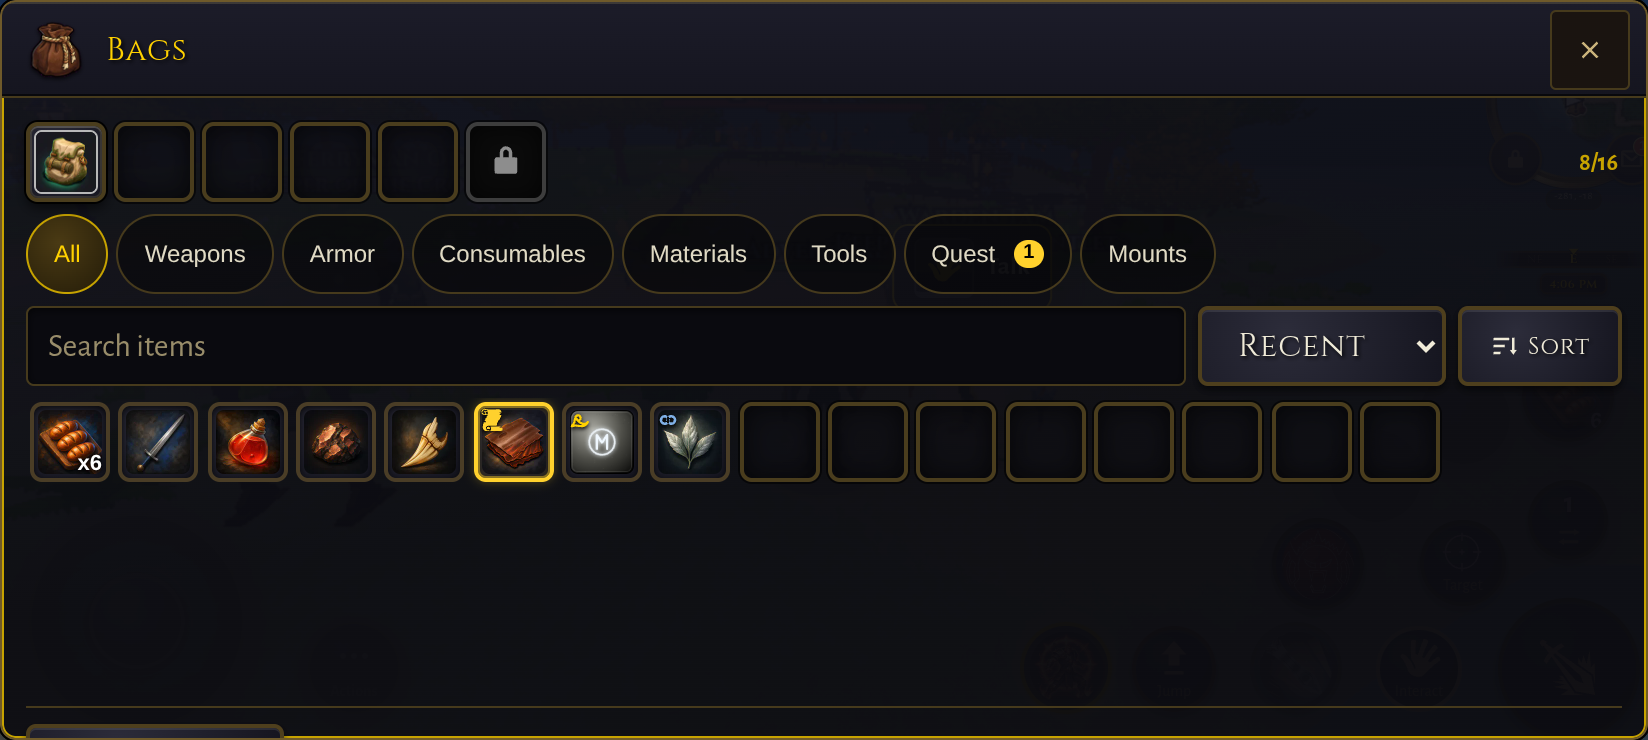 Bags
8/16
All
Weapons
Armor
Consumables
Materials
Tools
Quest 1
Mounts
Search items
Recent
Sort
x6
M